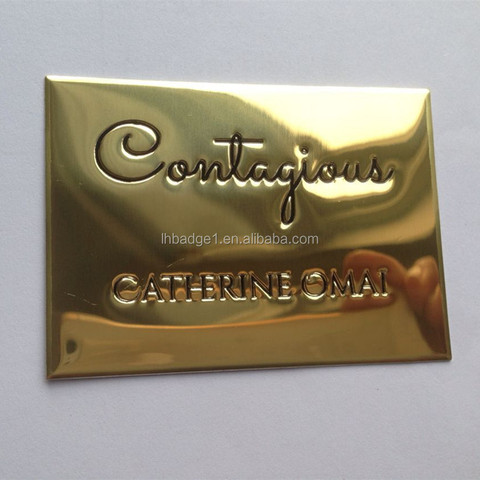 Contagious
lhbadge1.en.alibaba.com
CATHERINE OMAI